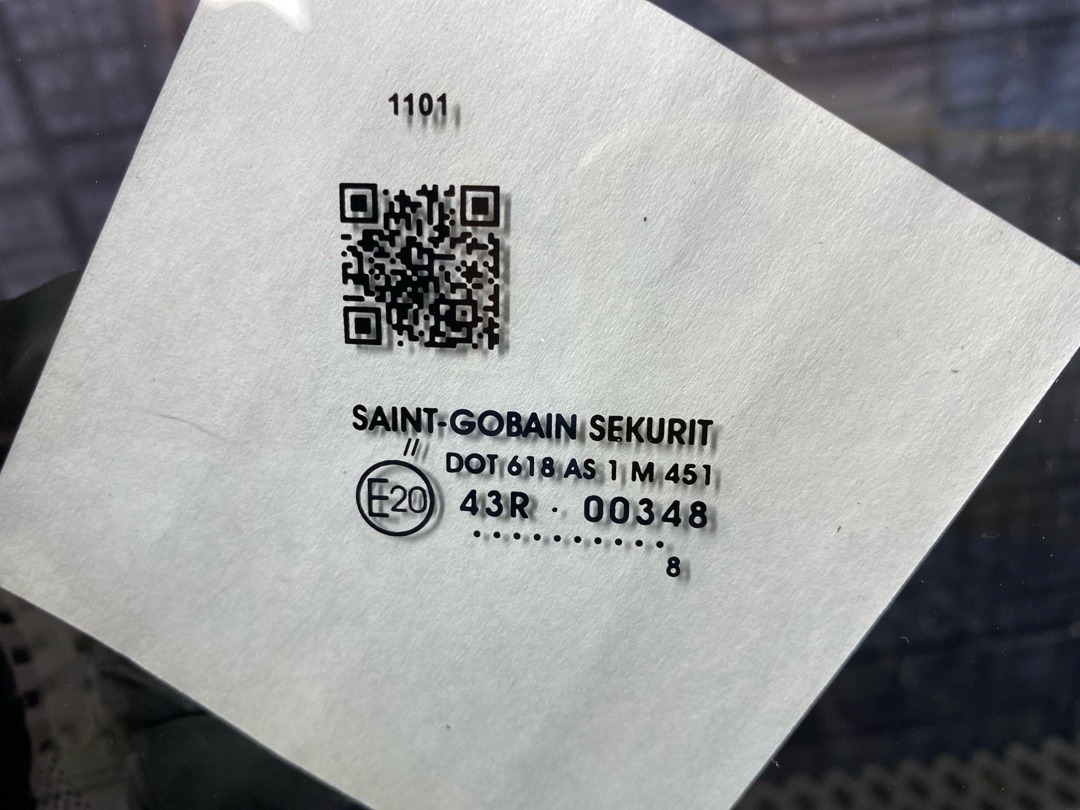 1101
SAINT-GOBAIN SEKURIT
//
DOT 618 AS 1 M 451
E20 43R · 00348
..........
8